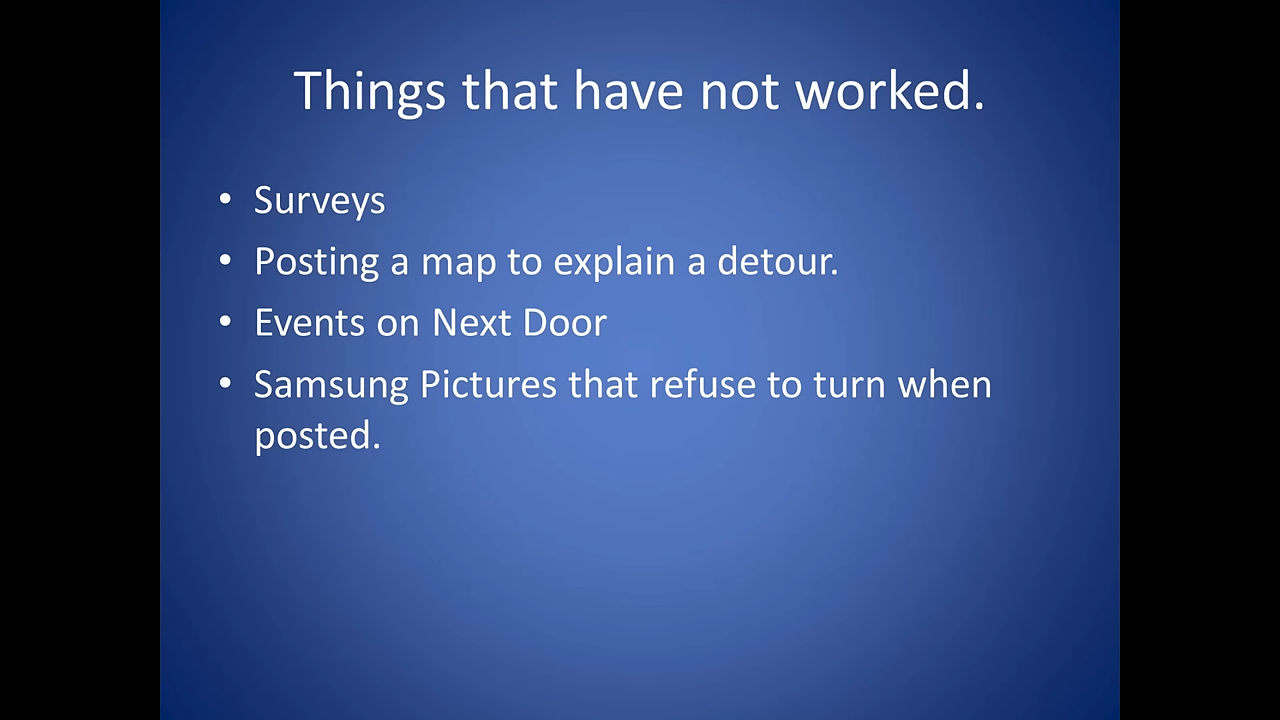 Things that have not worked.
• Surveys
• Posting a map to explain a detour.
• Events on Next Door
• Samsung Pictures that refuse to turn when
posted.